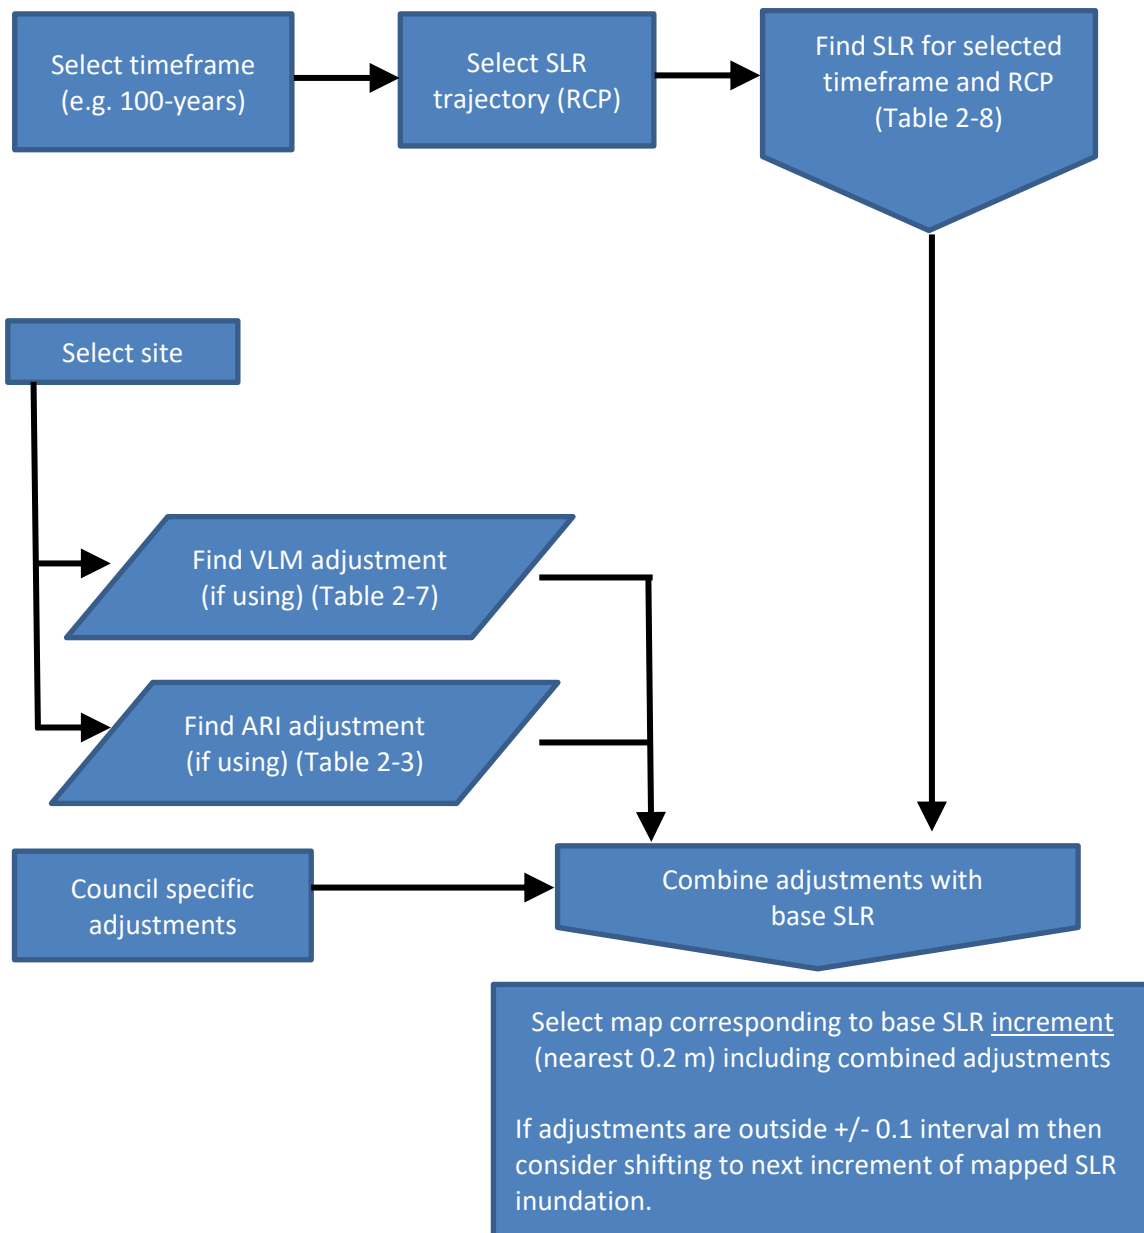 Select timeframe
(e.g. 100-years)
Select SLR
trajectory (RCP)
Find SLR for selected
timeframe and RCP
(Table 2-8)
Select site
Find VLM adjustment
(if using) (Table 2-7)
Find ARI adjustment
(if using) (Table 2-3)
Council specific
adjustments
Combine adjustments with
base SLR
Select map corresponding to base SLR increment
(nearest 0.2 m) including combined adjustments
If adjustments are outside +/- 0.1 interval m then
consider shifting to next increment of mapped SLR
inundation.